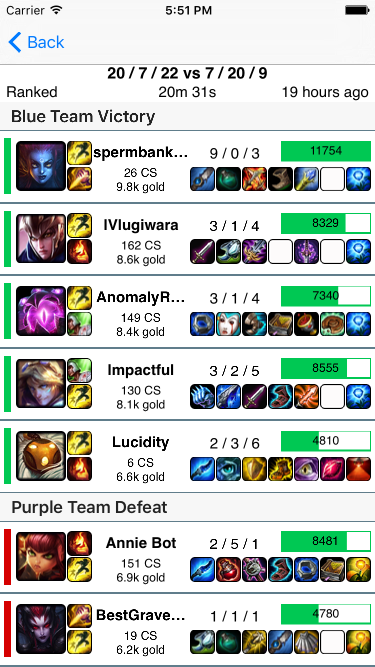 Carrier 5:51 PM
Back
20 / 7 / 22 vs 7 / 20 / 9
Ranked 20m 31s 19 hours ago
Blue Team Victory
spermbank... 9 / 0 / 3 11754
26 CS
9.8k gold
IVlugiwara 3 / 1 / 4 8329
162 CS
8.6k gold
AnomalyR... 3 / 1 / 4 7340
149 CS
8.4k gold
Impactful 3 / 2 / 5 8555
130 CS
8.1k gold
Lucidity 2 / 3 / 6 4810
6 CS
6.6k gold
Purple Team Defeat
Annie Bot 2 / 5 / 1 8481
151 CS
6.9k gold
BestGrave... 1 / 1 / 1 4780
19 CS
6.2k gold